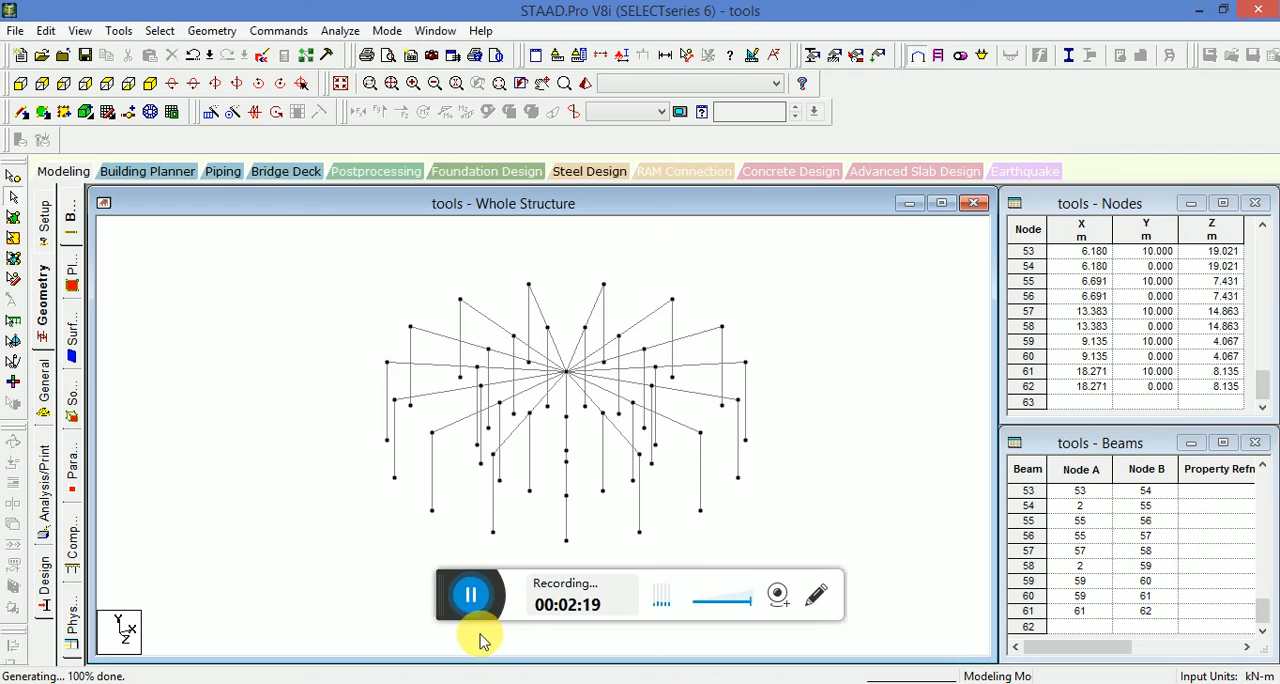 STAAD.Pro V8i (SELECTseries 6) - tools
File Edit View Tools Select Geometry Commands Analyze Mode Window Help
Modeling Building Planner Piping Bridge Deck Postprocessing Foundation Design Steel Design RAM Connection Concrete Design Advanced Slab Design Earthquake
Setup
Geometry
General
Analysis/Print
Design
B...
Pl...
Surf...
So...
Para...
Comp...
Phys...
tools - Whole Structure
Y
X
Z
Recording...
00:02:19
tools - Nodes
Node X m Y m Z m
53 6.180 10.000 19.021
54 6.180 0.000 19.021
55 6.691 10.000 7.431
56 6.691 0.000 7.431
57 13.383 10.000 14.863
58 13.383 0.000 14.863
59 9.135 10.000 4.067
60 9.135 0.000 4.067
61 18.271 10.000 8.135
62 18.271 0.000 8.135
63
tools - Beams
Beam Node A Node B Property Refn
53 53 54
54 2 55
55 55 56
56 55 57
57 57 58
58 2 59
59 59 60
60 59 61
61 61 62
62
Generating... 100% done. Modeling Mo Input Units: kN-m